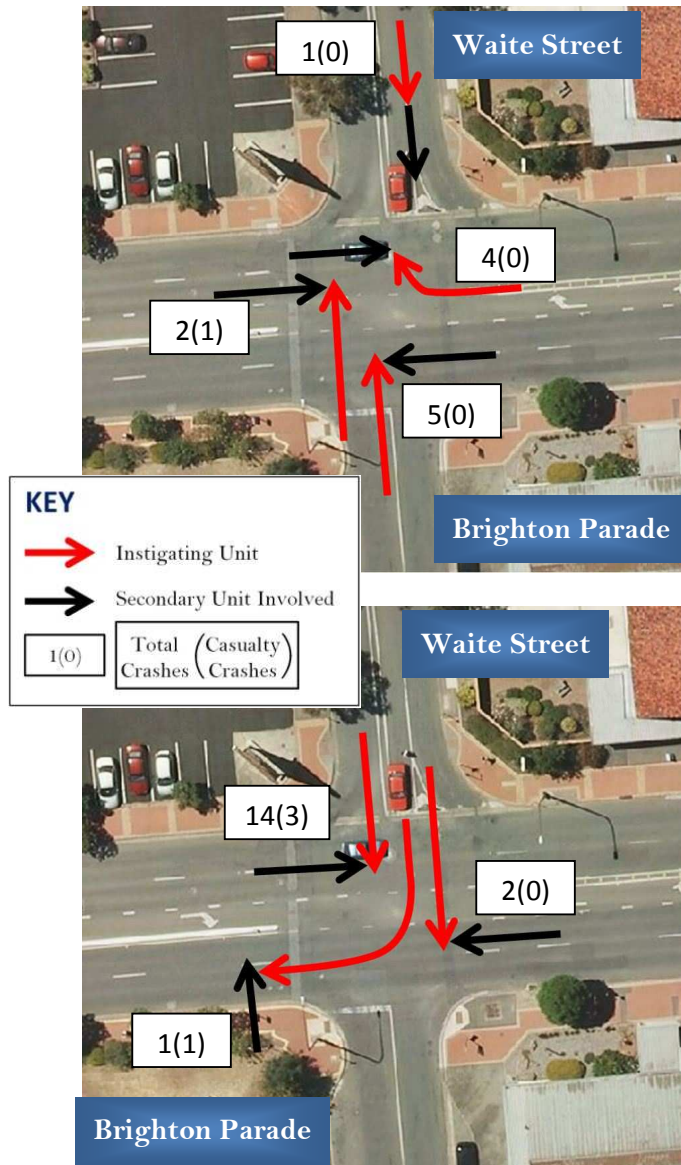 1(0)
Waite Street
4(0)
2(1)
5(0)
Brighton Parade
KEY
Instigating Unit
Secondary Unit Involved
1(0)
Total (Casualty
Crashes Crashes)
Waite Street
14(3)
2(0)
1(1)
Brighton Parade